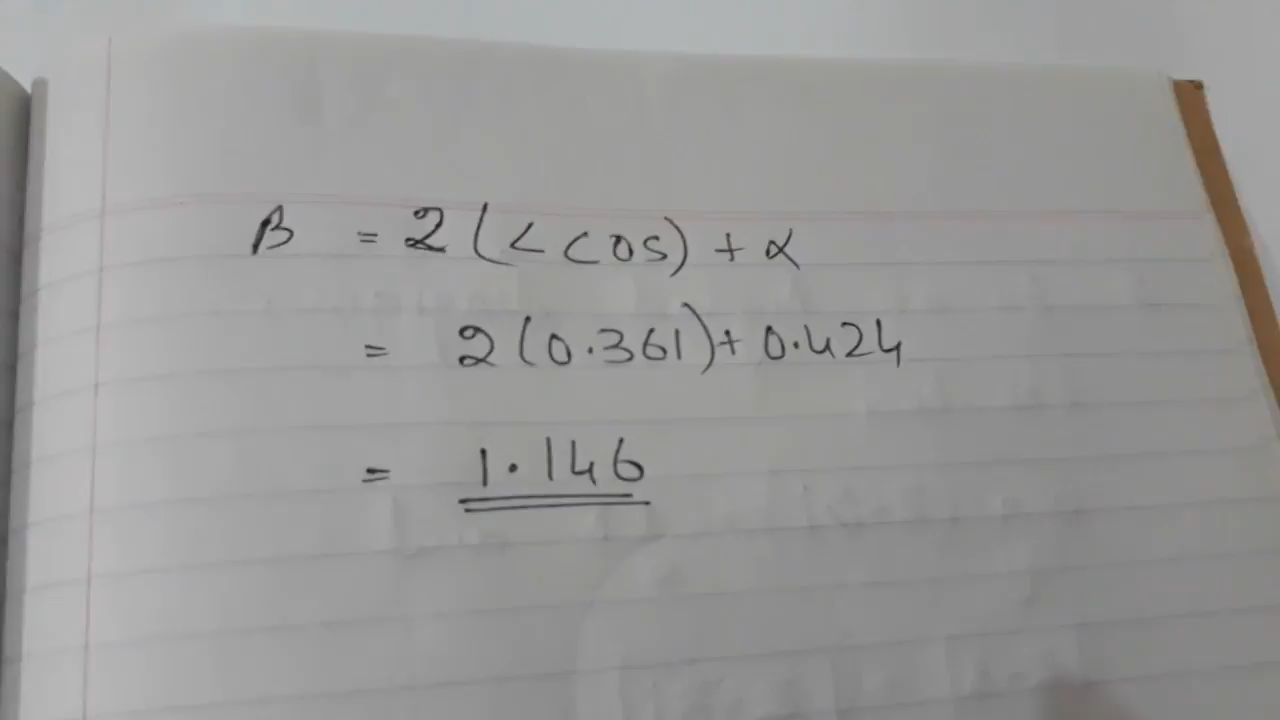 β = 2(<cos) + α
= 2(0.361) + 0.424
= 1.146